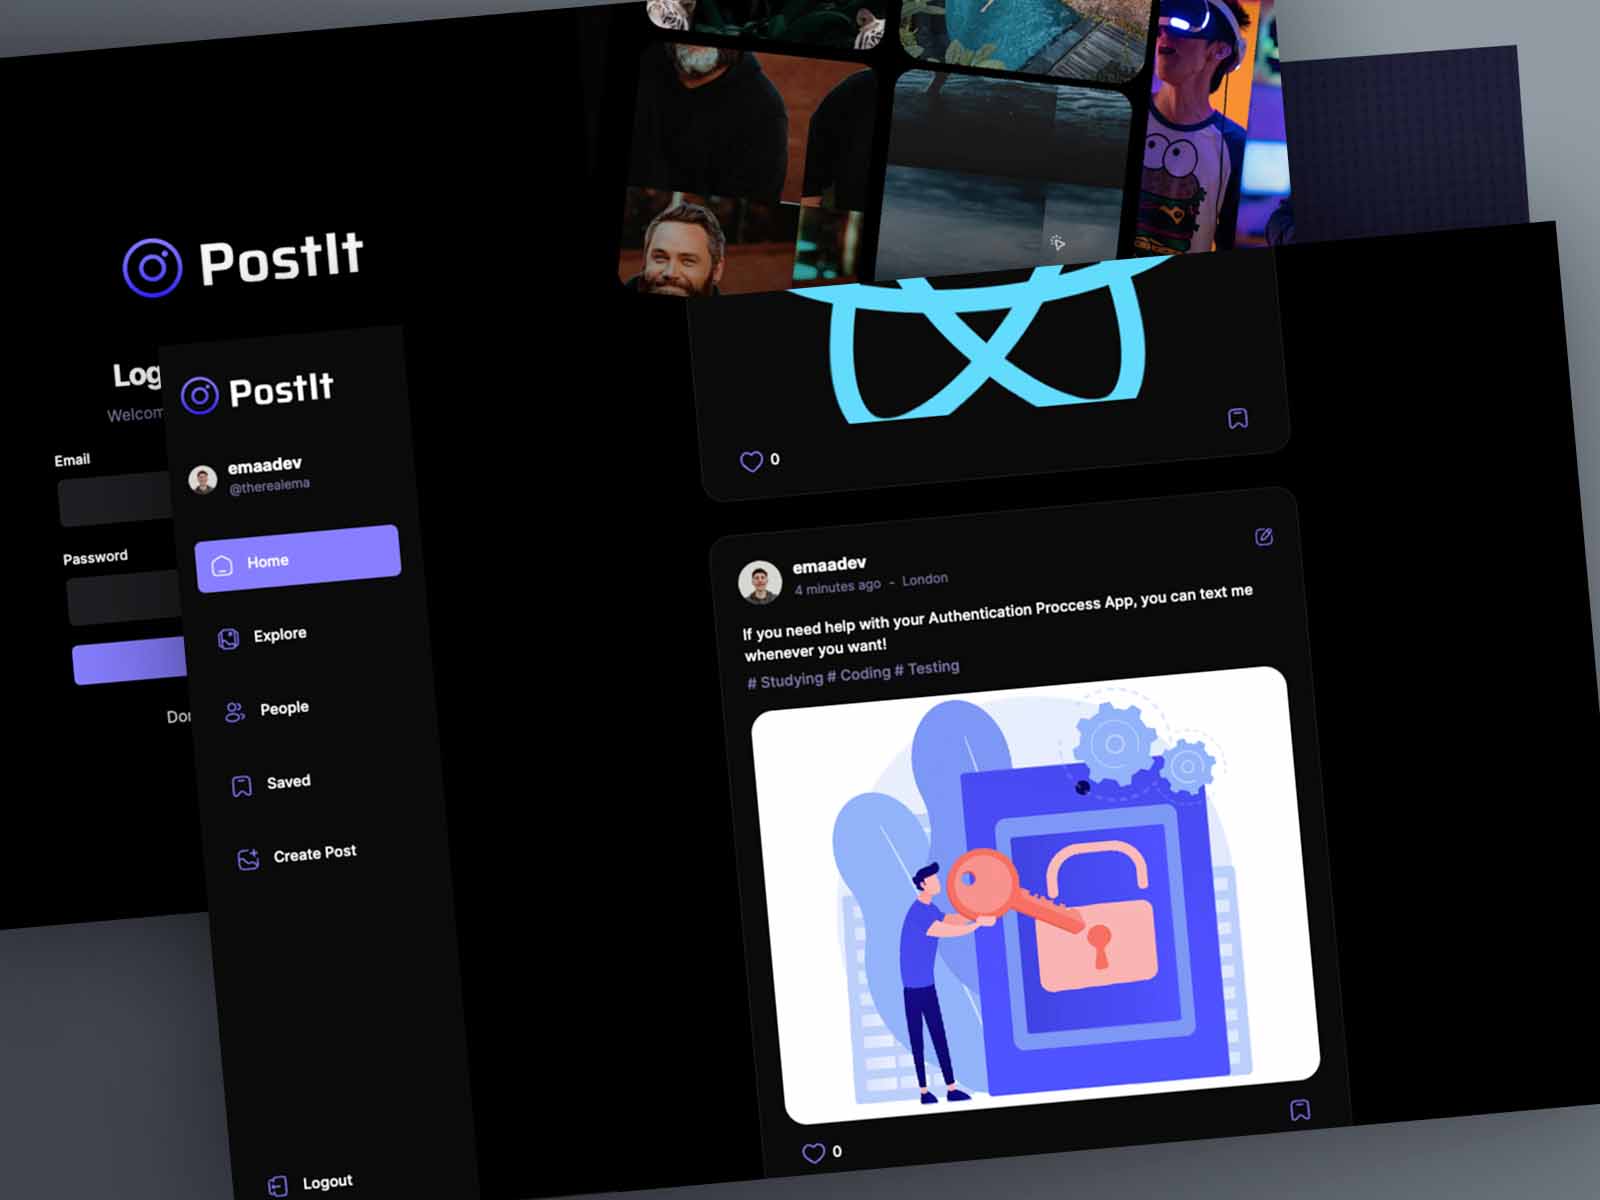 PostIt
Log
Welcom
Email
Password
Don
PostIt
emaadev
@therealema
Home
Explore
People
Saved
Create Post
Logout
0
emaadev
4 minutes ago - London
If you need help with your Authentication Proccess App, you can text me
whenever you want!
# Studying # Coding # Testing
0